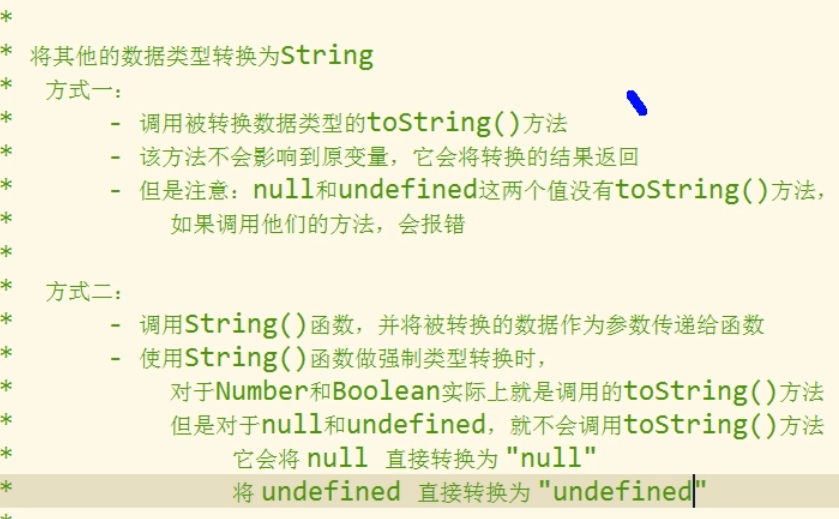 *
* 将其他的数据类型转换为String
* 方式一：
* - 调用被转换数据类型的toString()方法
* - 该方法不会影响到原变量，它会将转换的结果返回
* - 但是注意：null和undefined这两个值没有toString()方法，
* 如果调用他们的方法，会报错
*
* 方式二：
* - 调用String()函数，并将被转换的数据作为参数传递给函数
* - 使用String()函数做强制类型转换时，
* 对于Number和Boolean实际上就是调用的toString()方法
* 但是对于null和undefined，就不会调用toString()方法
* 它会将 null 直接转换为 "null"
* 将 undefined 直接转换为 "undefined"